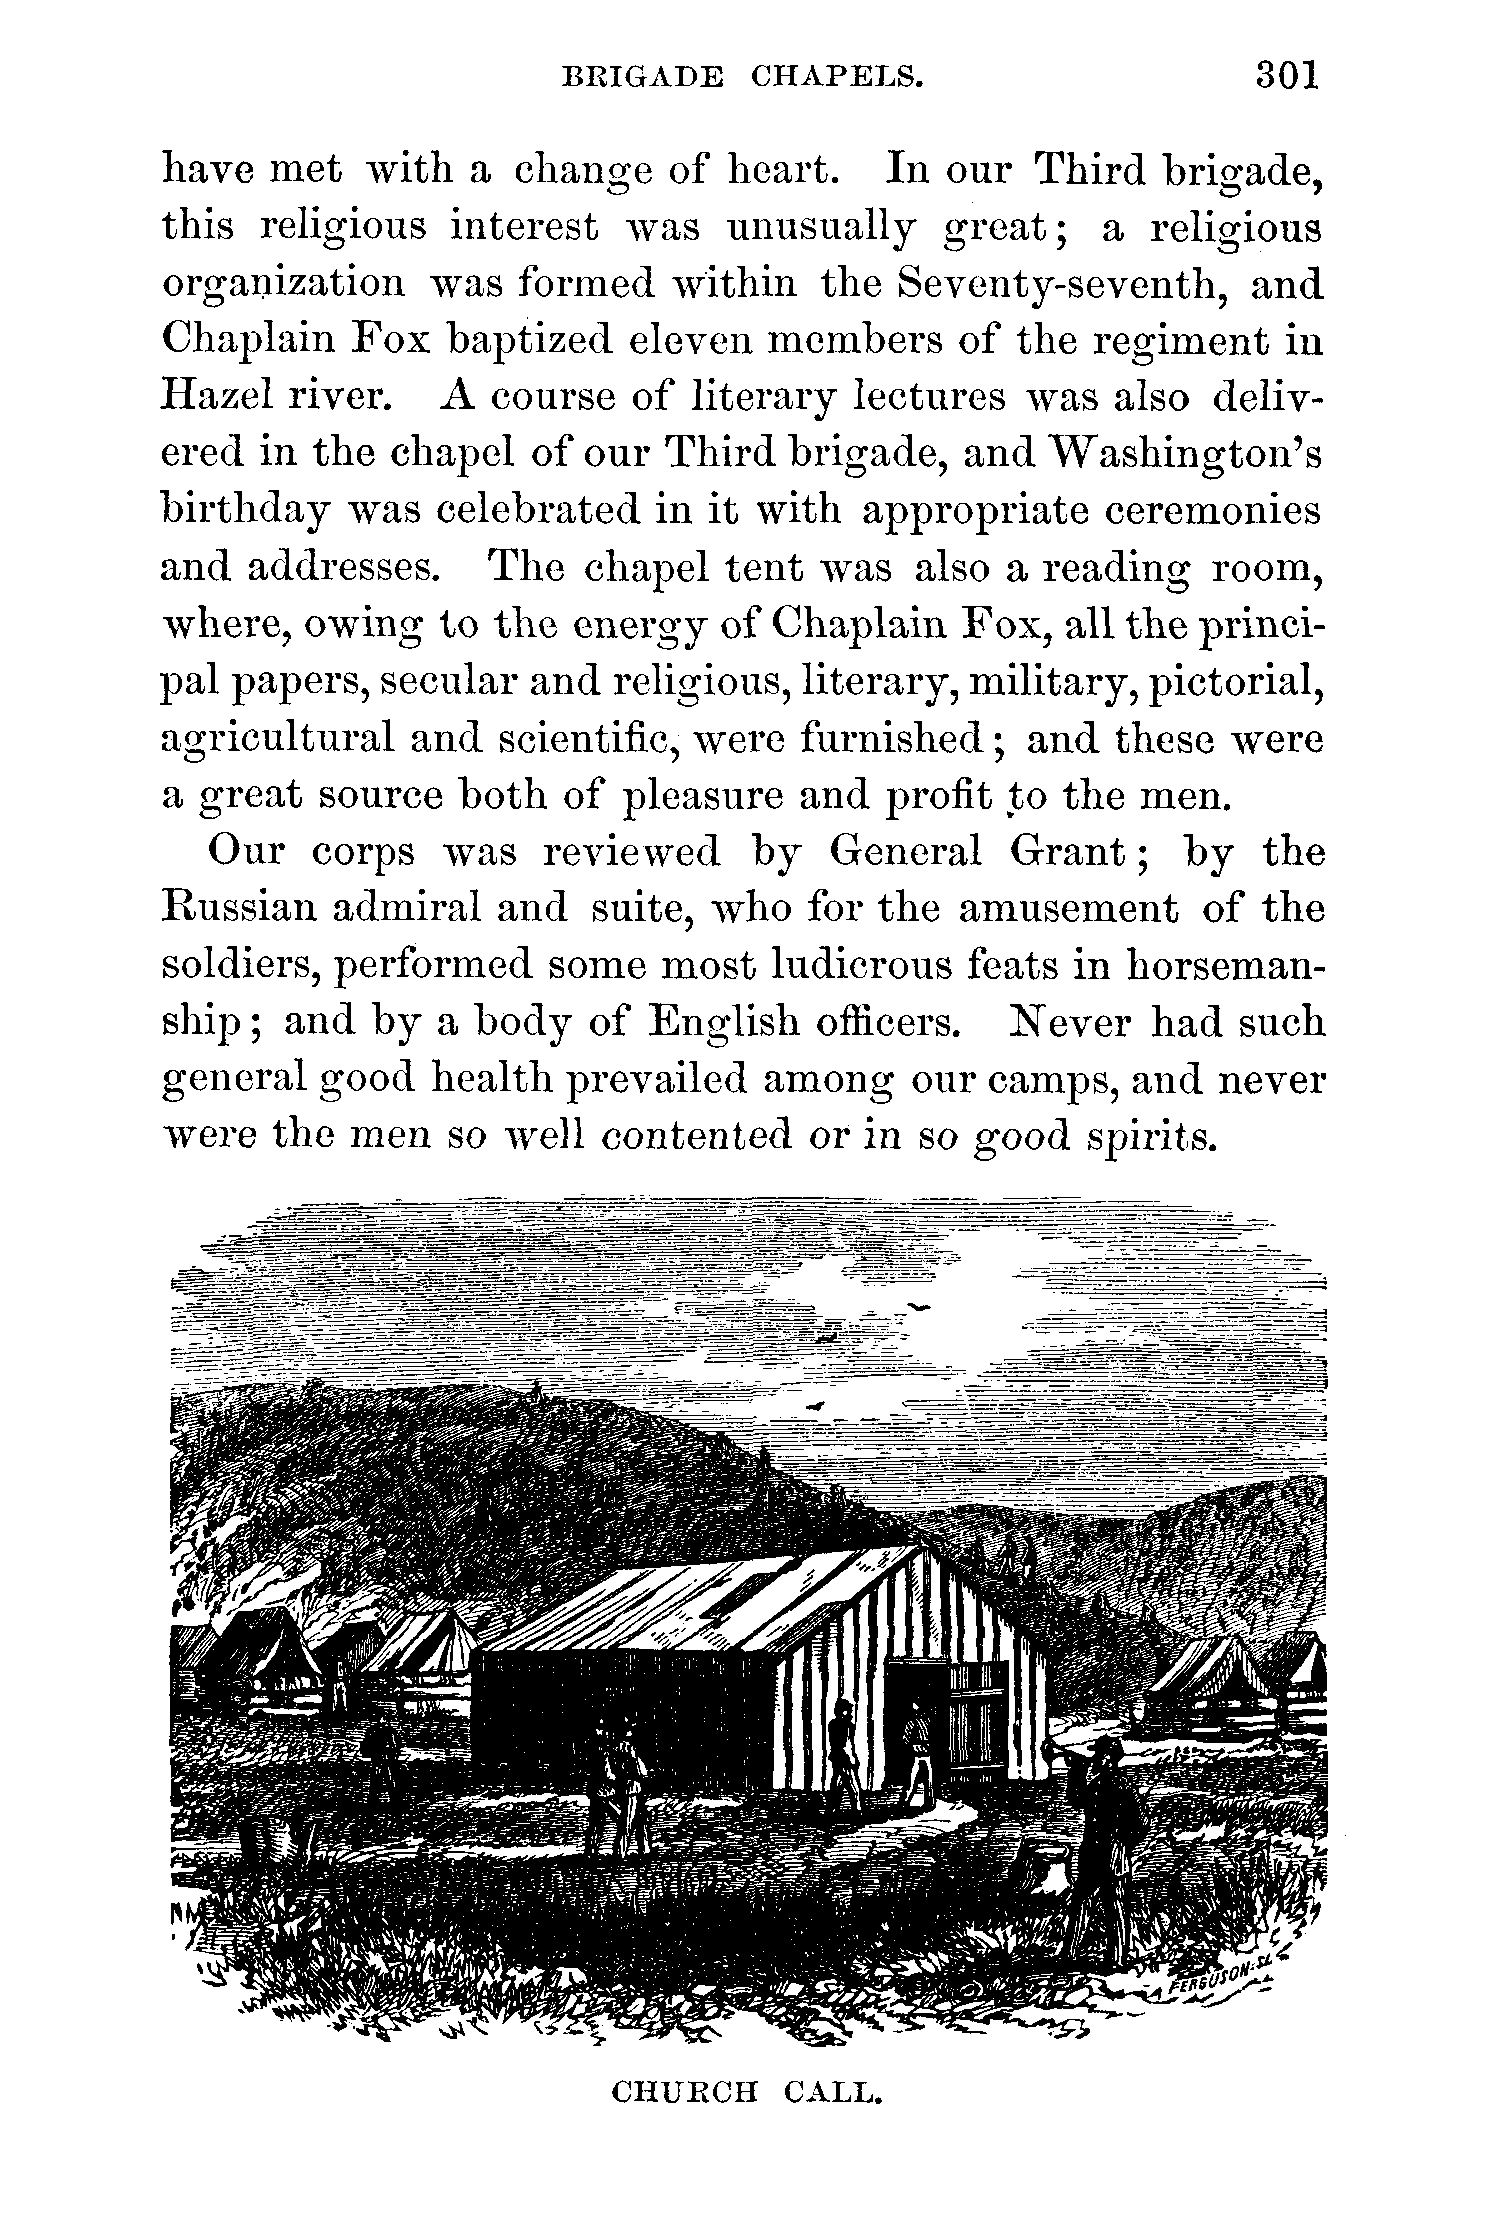 BRIGADE CHAPELS. 301
have met with a change of heart. In our Third brigade,
this religious interest was unusually great; a religious
organization was formed within the Seventy-seventh, and
Chaplain Fox baptized eleven members of the regiment in
Hazel river. A course of literary lectures was also deliv-
ered in the chapel of our Third brigade, and Washington's
birthday was celebrated in it with appropriate ceremonies
and addresses. The chapel tent was also a reading room,
where, owing to the energy of Chaplain Fox, all the princi-
pal papers, secular and religious, literary, military, pictorial,
agricultural and scientific, were furnished; and these were
a great source both of pleasure and profit to the men.
Our corps was reviewed by General Grant; by the
Russian admiral and suite, who for the amusement of the
soldiers, performed some most ludicrous feats in horseman-
ship; and by a body of English officers. Never had such
general good health prevailed among our camps, and never
were the men so well contented or in so good spirits.
NM
FERGUSON-SC
CHURCH CALL.